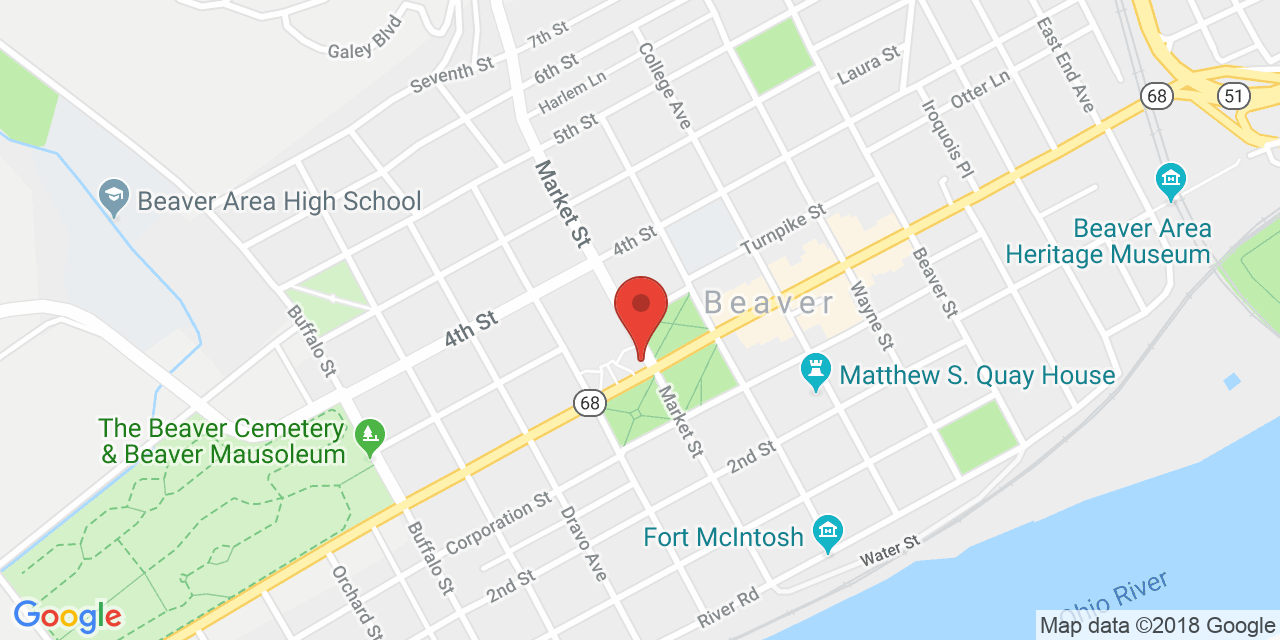 Galey Blvd
7th St
Seventh St
6th St
Harlem Ln
College Ave
Laura St
East End Ave
Otter Ln
68
51
5th St
Iroquois Pl
Market St
Beaver Area High School
4th St
Turnpike St
Beaver Area
Heritage Museum
Beaver St
Wayne St
Beaver
Buffalo St
4th St
Matthew S. Quay House
68
Market St
The Beaver Cemetery
& Beaver Mausoleum
2nd St
Corporation St
Dravo Ave
Fort McIntosh
Water St
Buffalo St
Orchard St
2nd St
River Rd
Ohio River
Google
Map data ©2018 Google